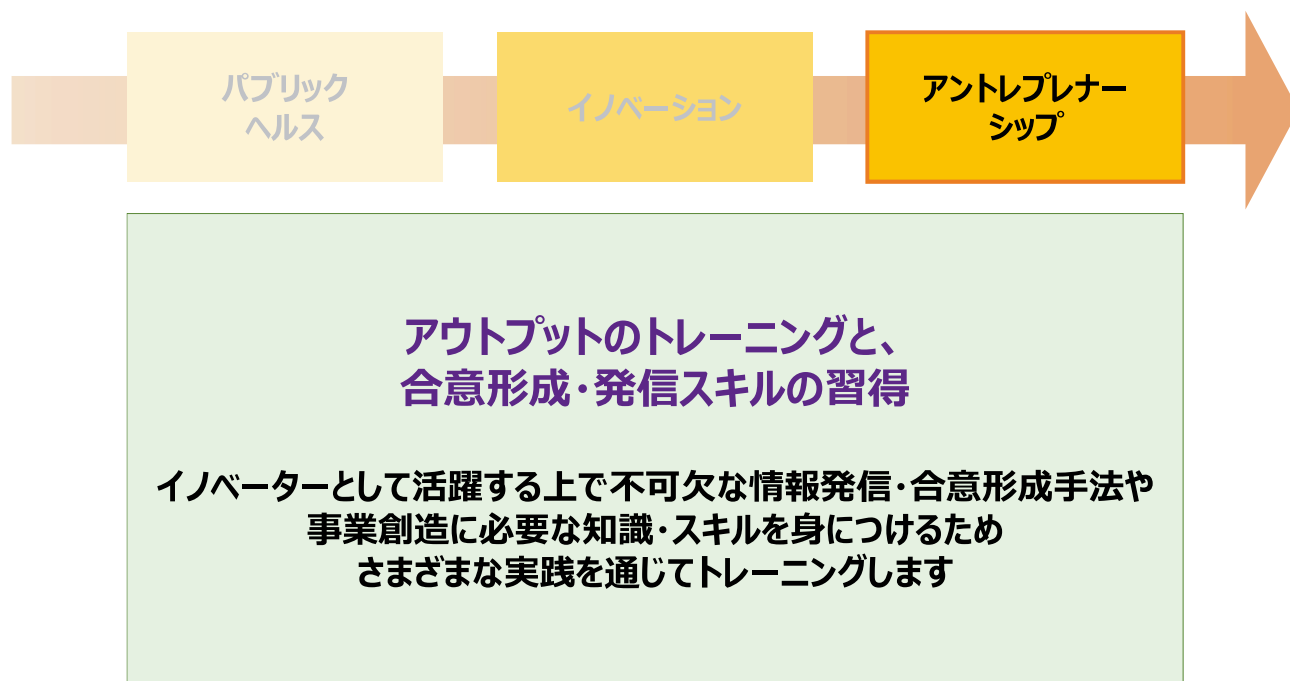 パブリック
ヘルス
イノベーション
アントレプレナー
シップ
アウトプットのトレーニングと、
合意形成・発信スキルの習得
イノベーターとして活躍する上で不可欠な情報発信・合意形成手法や
事業創造に必要な知識・スキルを身につけるため
さまざまな実践を通じてトレーニングします